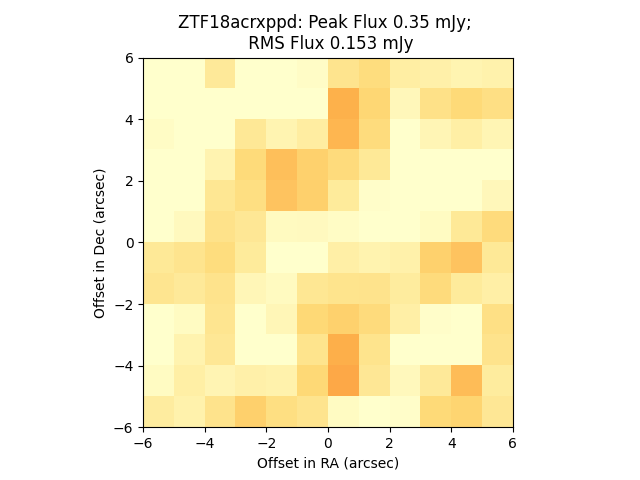 ZTF18acrxppd: Peak Flux 0.35 mJy;
RMS Flux 0.153 mJy
6
4
2
0
−2
−4
−6
Offset in Dec (arcsec)
−6 −4 −2 0 2 4 6
Offset in RA (arcsec)